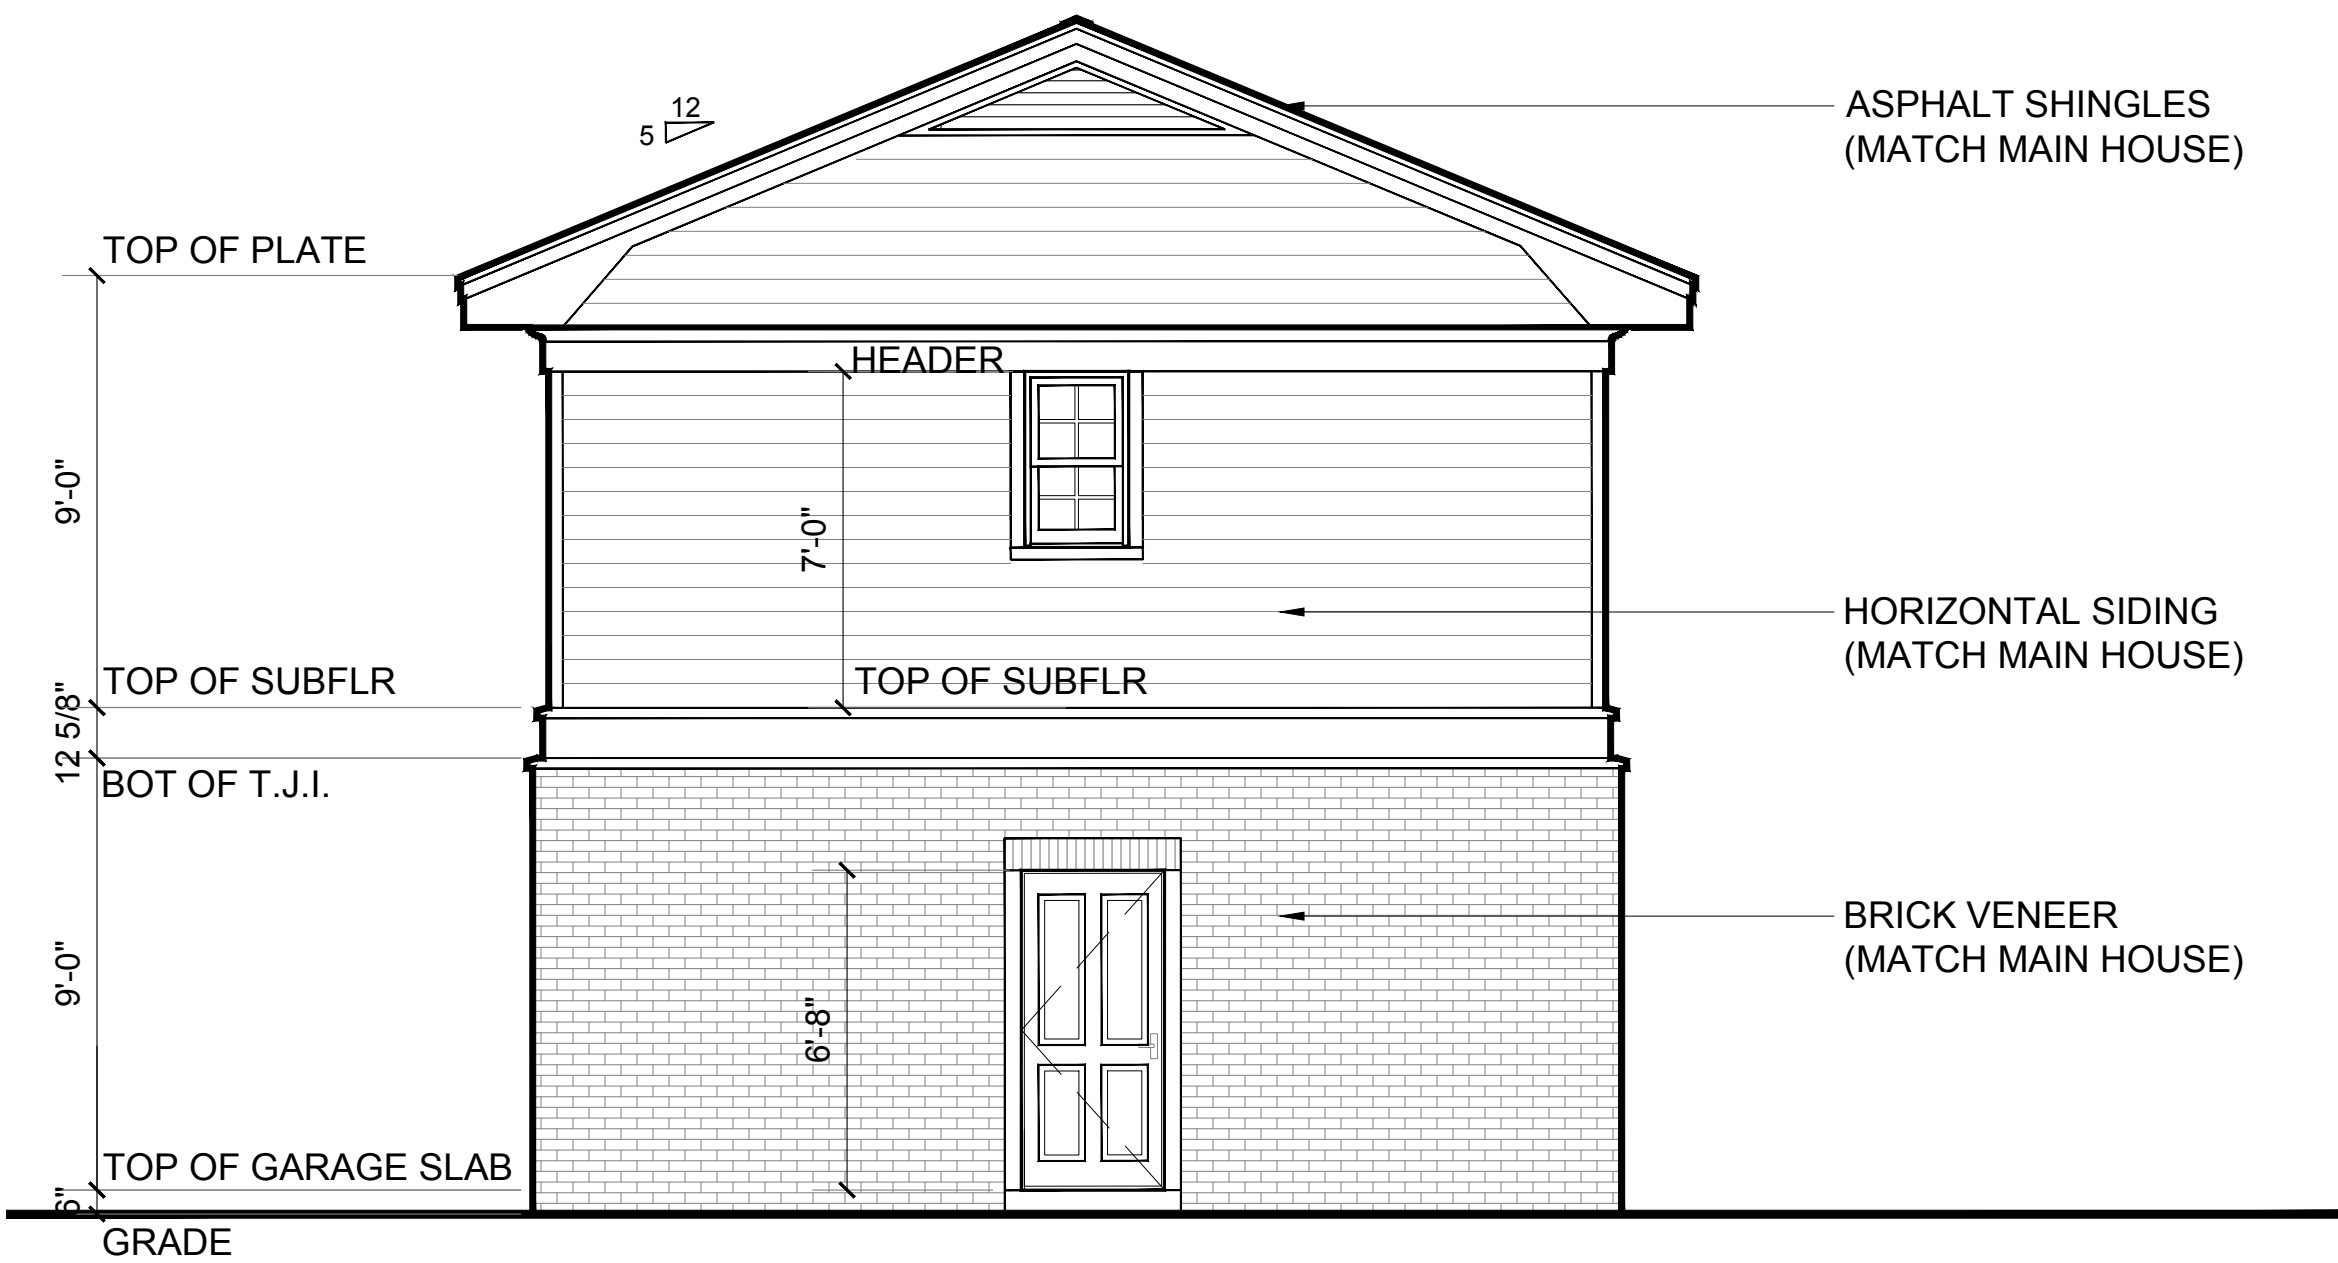 12
5
ASPHALT SHINGLES
(MATCH MAIN HOUSE)
TOP OF PLATE
HEADER
9'-0"
7'-0"
HORIZONTAL SIDING
(MATCH MAIN HOUSE)
TOP OF SUBFLR
TOP OF SUBFLR
12 5/8"
BOT OF T.J.I.
BRICK VENEER
(MATCH MAIN HOUSE)
9'-0"
6'-8"
TOP OF GARAGE SLAB
6"
GRADE